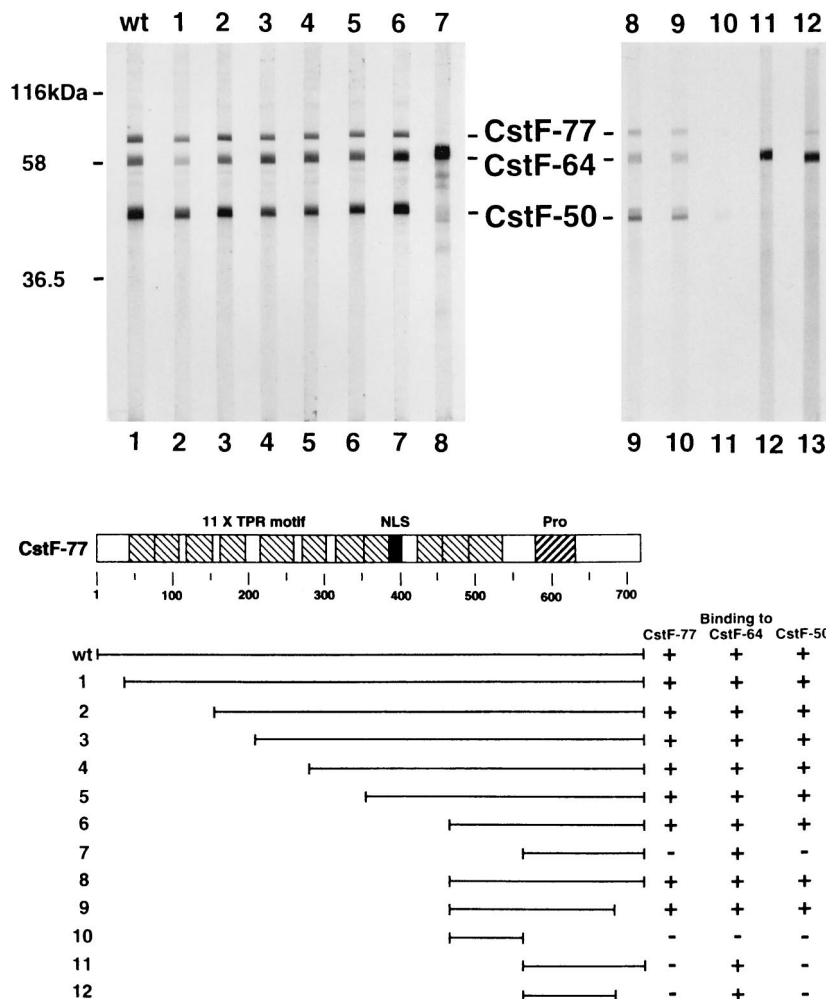 wt 1 2 3 4 5 6 7 8 9 10 11 12
116kDa
CstF-77
58 CstF-64
CstF-50
36.5
1 2 3 4 5 6 7 8 9 10 11 12 13
11 X TPR motif NLS Pro
CstF-77
1 100 200 300 400 500 600 700
Binding to
CstF-77 CstF-64 CstF-50
wt + + +
1 + + +
2 + + +
3 + + +
4 + + +
5 + + +
6 + + +
7 - + -
8 + + +
9 + + +
10 - - -
11 - + -
12 - + -